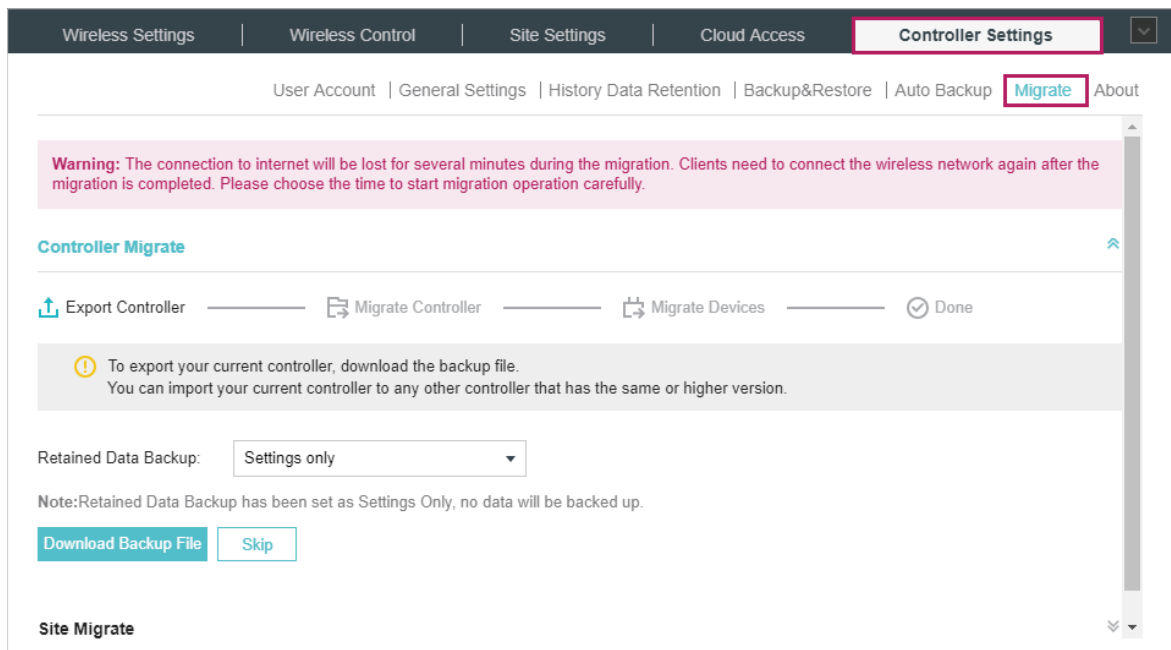 Wireless Settings | Wireless Control | Site Settings | Cloud Access Controller Settings
User Account | General Settings | History Data Retention | Backup&Restore | Auto Backup Migrate About
Warning: The connection to internet will be lost for several minutes during the migration. Clients need to connect the wireless network again after the
migration is completed. Please choose the time to start migration operation carefully.
Controller Migrate
Export Controller Migrate Controller Migrate Devices Done
To export your current controller, download the backup file.
You can import your current controller to any other controller that has the same or higher version.
Retained Data Backup: Settings only
Note:Retained Data Backup has been set as Settings Only, no data will be backed up.
Download Backup File Skip
Site Migrate